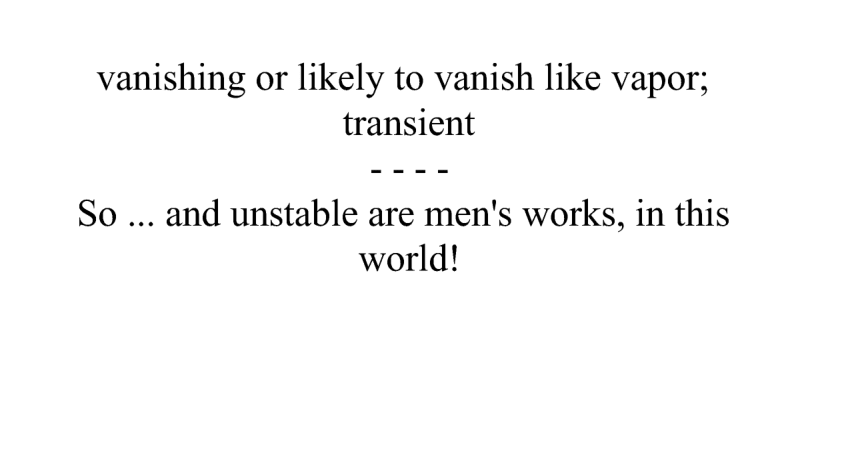 vanishing or likely to vanish like vapor;
transient
- - - -
So ... and unstable are men's works, in this
world!